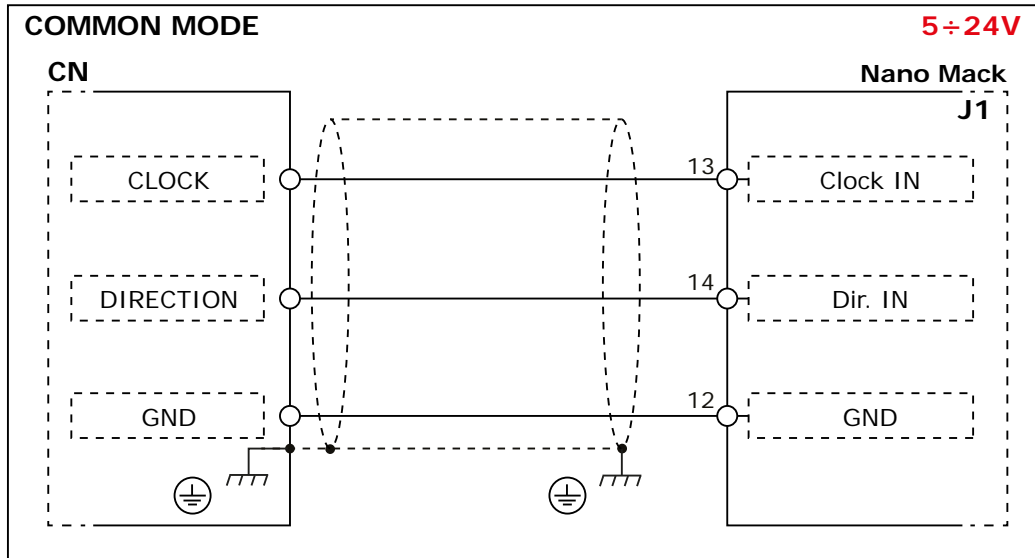 COMMON MODE
5÷24V
CN
Nano Mack
J1
CLOCK
13
Clock IN
DIRECTION
14
Dir. IN
GND
12
GND